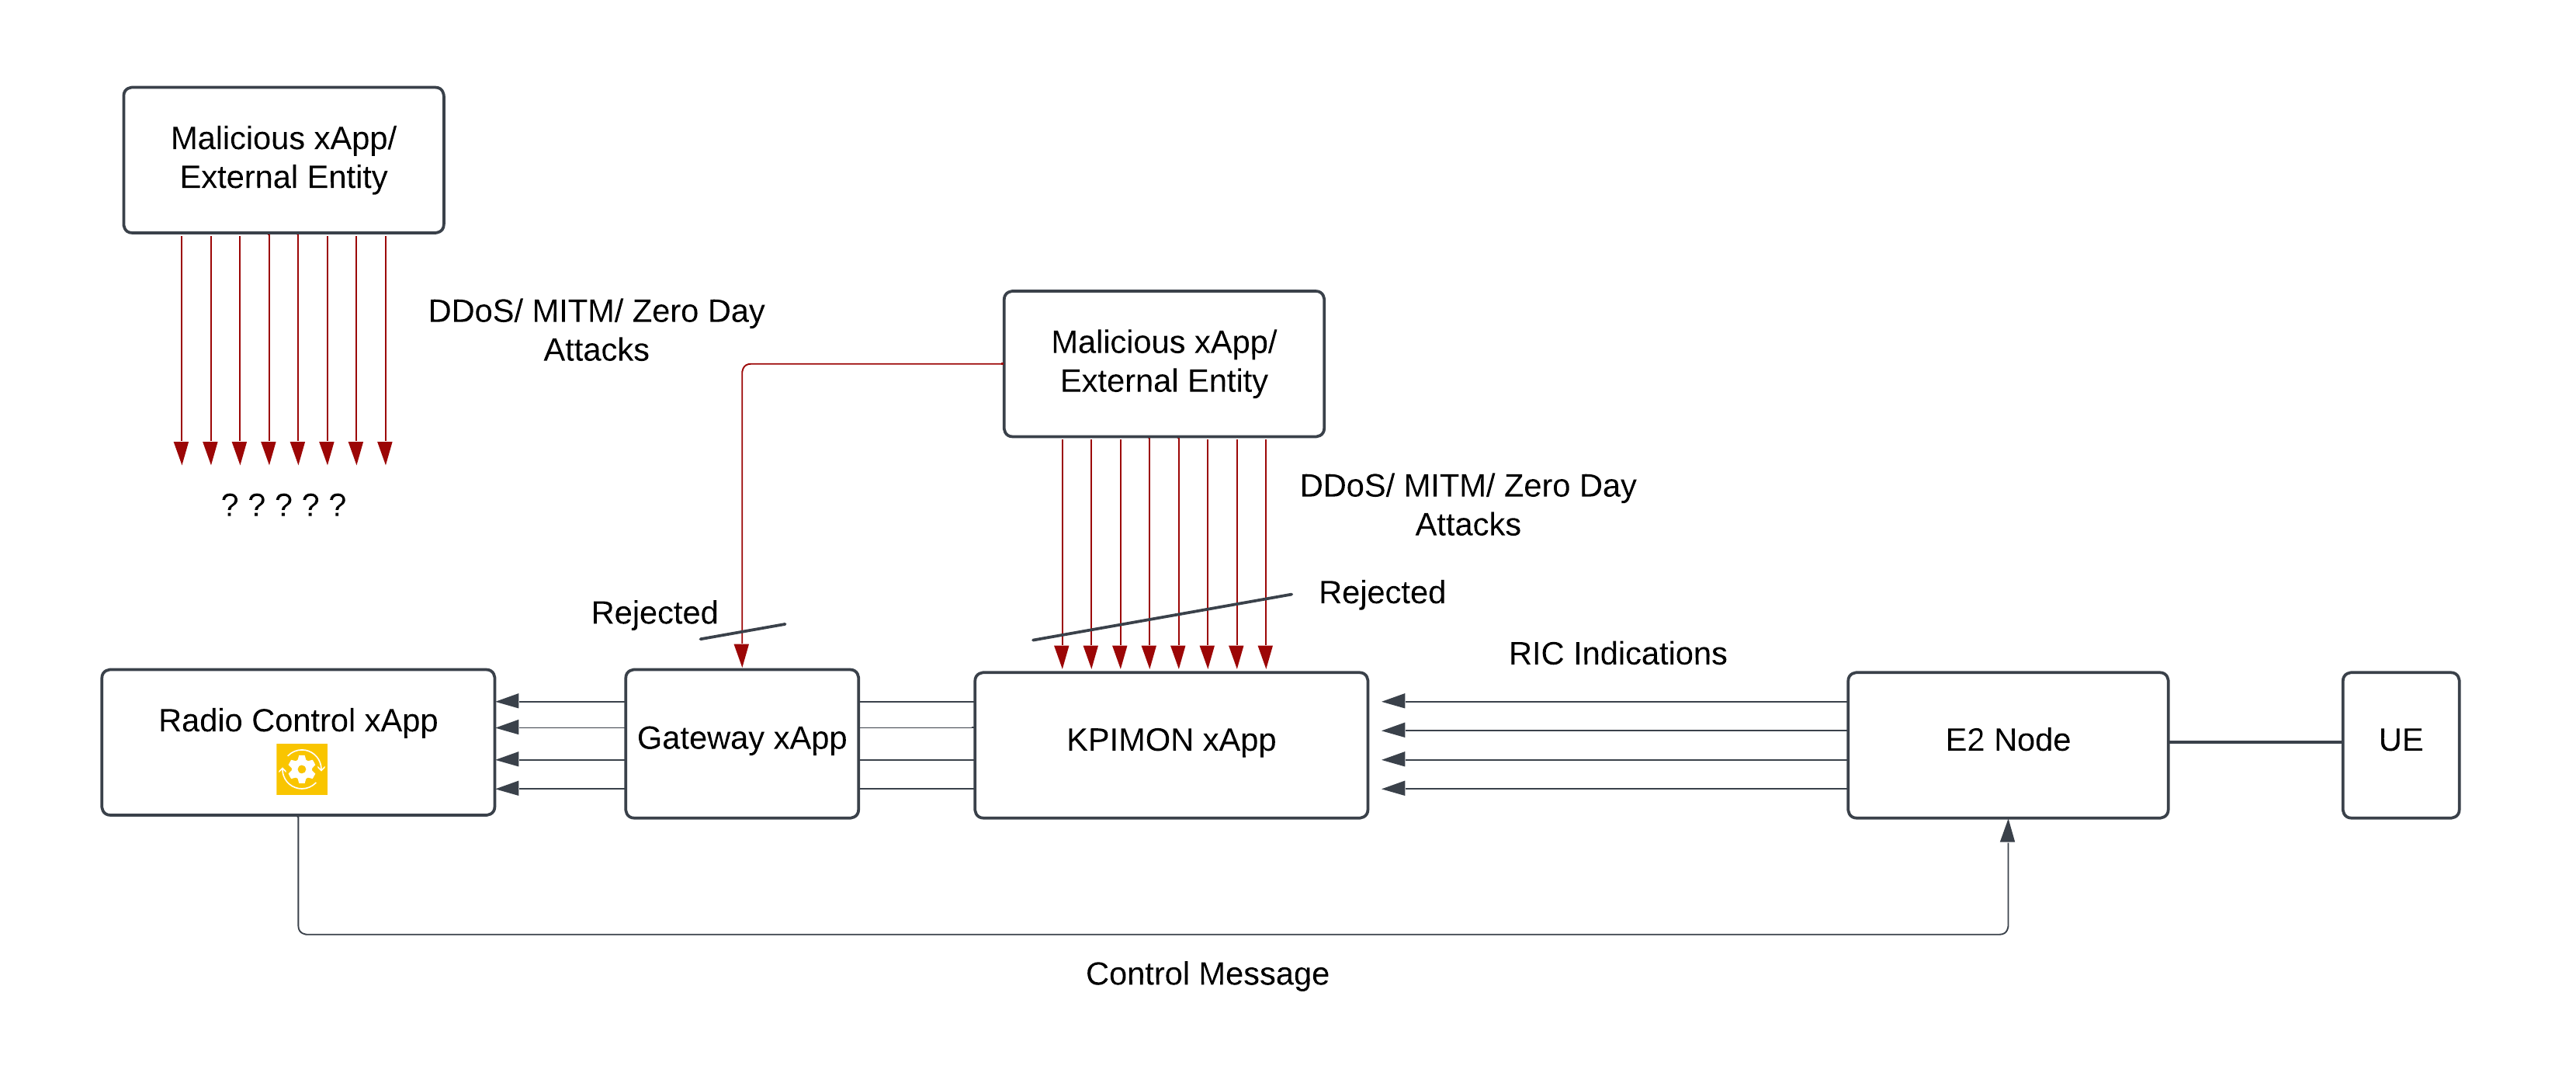 Malicious xApp/
External Entity
DDoS/ MITM/ Zero Day
Attacks
? ? ? ? ?
Malicious xApp/
External Entity
DDoS/ MITM/ Zero Day
Attacks
Rejected
Rejected
RIC Indications
Radio Control xApp
Gateway xApp
KPIMON xApp
E2 Node
UE
Control Message